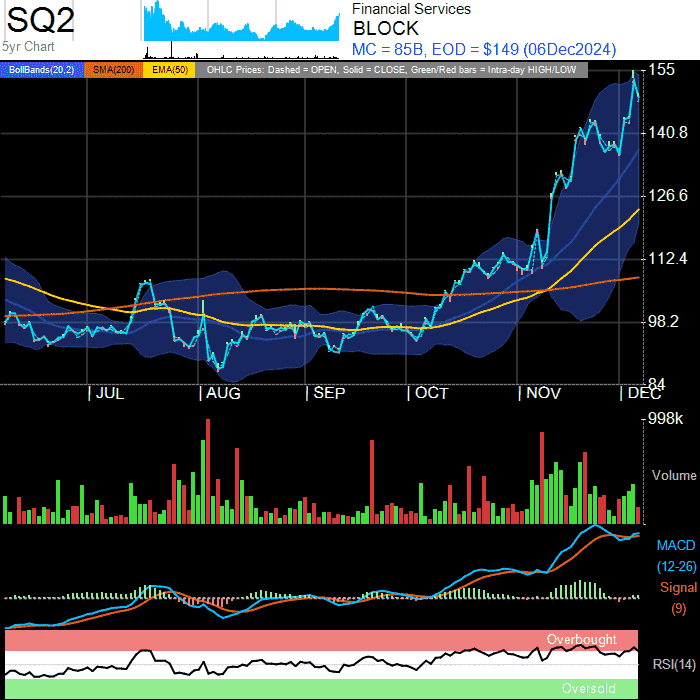 SQ2
5yr Chart
Financial Services
BLOCK
MC = 85B, EOD = $149 (06Dec2024)
BollBands(20,2) SMA(200) EMA(50) OHLC Prices: Dashed = OPEN, Solid = CLOSE, Green/Red bars = Intra-day HIGH/LOW
155
140.8
126.6
112.4
98.2
84
| JUL | AUG | SEP | OCT | NOV | DEC
998k
Volume
MACD
(12-26)
Signal
(9)
Overbought
RSI(14)
Oversold